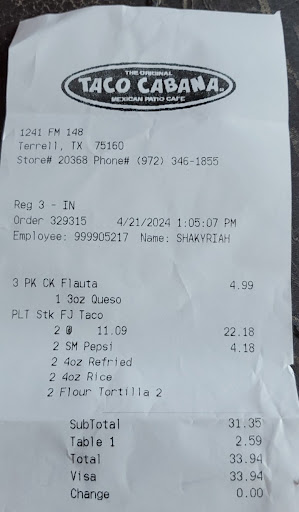 THE ORIGINAL
TACO CABANA
MEXICAN PATIO CAFE
1241 FM 148
Terrell, TX 75160
Store# 20368 Phone# (972) 346-1855
Reg 3 - IN
Order 329315 4/21/2024 1:05:07 PM
Employee: 999905217 Name: SHAKYRIAH
3 PK CK Flauta 4.99
1 3oz Queso
PLT Stk FJ Taco
2 @ 11.09 22.18
2 SM Pepsi 4.18
2 4oz Refried
2 4oz Rice
2 Flour Tortilla 2
SubTotal 31.35
Table 1 2.59
Total 33.94
Visa 33.94
Change 0.00